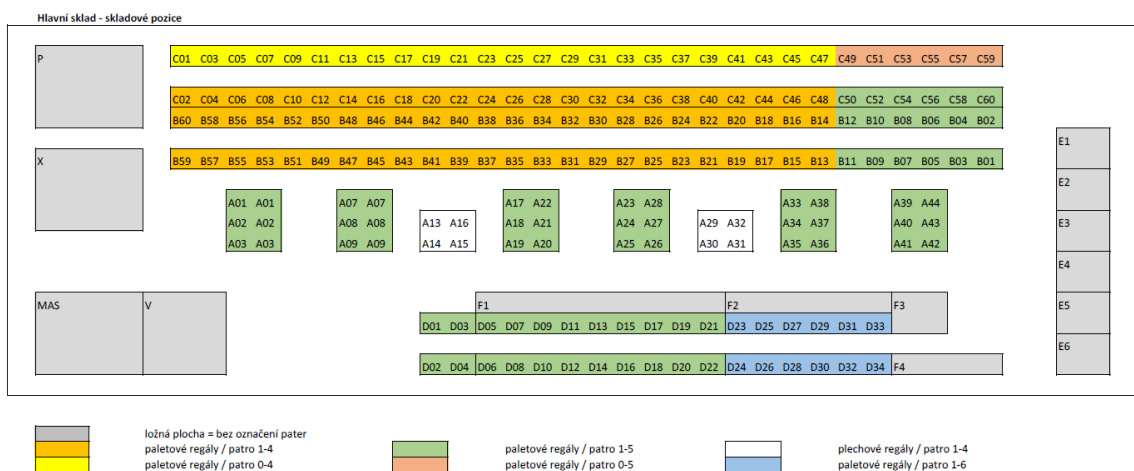 Hlavní sklad - skladové pozice
P C01 C03 C05 C07 C09 C11 C13 C15 C17 C19 C21 C23 C25 C27 C29 C31 C33 C35 C37 C39 C41 C43 C45 C47 C49 C51 C53 C55 C57 C59
C02 C04 C06 C08 C10 C12 C14 C16 C18 C20 C22 C24 C26 C28 C30 C32 C34 C36 C38 C40 C42 C44 C46 C48 C50 C52 C54 C56 C58 C60
B60 B58 B56 B54 B52 B50 B48 B46 B44 B42 B40 B38 B36 B34 B32 B30 B28 B26 B24 B22 B20 B18 B16 B14 B12 B10 B08 B06 B04 B02
E1
X B59 B57 B55 B53 B51 B49 B47 B45 B43 B41 B39 B37 B35 B33 B31 B29 B27 B25 B23 B21 B19 B17 B15 B13 B11 B09 B07 B05 B03 B01
E2
A01 A01 A07 A07 A17 A22 A23 A28 A33 A38 A39 A44
A02 A02 A08 A08 A13 A16 A18 A21 A24 A27 A29 A32 A34 A37 A40 A43 E3
A03 A03 A09 A09 A14 A15 A19 A20 A25 A26 A30 A31 A35 A36 A41 A42
E4
MAS V F1 F2 F3 E5
D01 D03 D05 D07 D09 D11 D13 D15 D17 D19 D21 D23 D25 D27 D29 D31 D33
E6
D02 D04 D06 D08 D10 D12 D14 D16 D18 D20 D22 D24 D26 D28 D30 D32 D34 F4
ložná plocha = bez označení pater
paletové regály / patro 1-4 paletové regály / patro 1-5 plechové regály / patro 1-4
paletové regály / patro 0-4 paletové regály / patro 0-5 paletové regály / patro 1-6